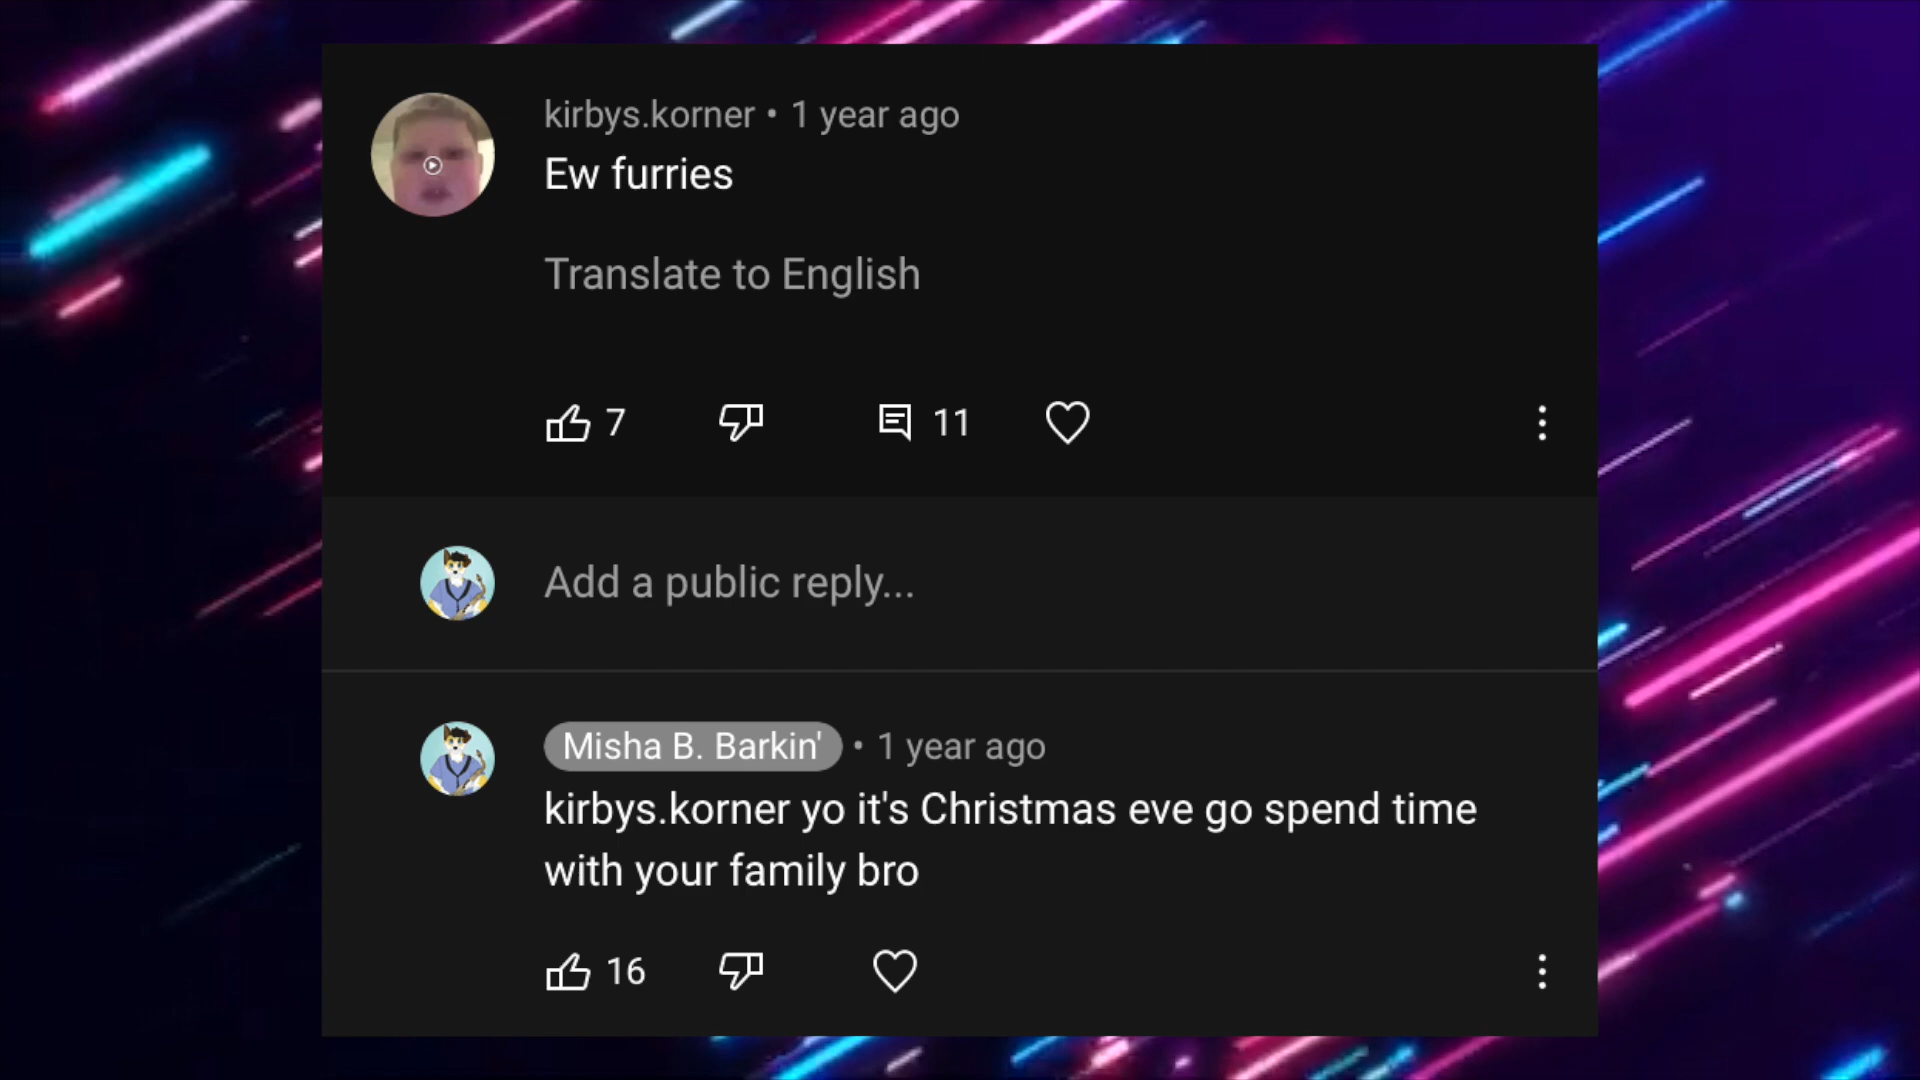 kirbys.korner • 1 year ago
Ew furries
Translate to English
7
11
Add a public reply...
Misha B. Barkin' • 1 year ago
kirbys.korner yo it's Christmas eve go spend time
with your family bro
16